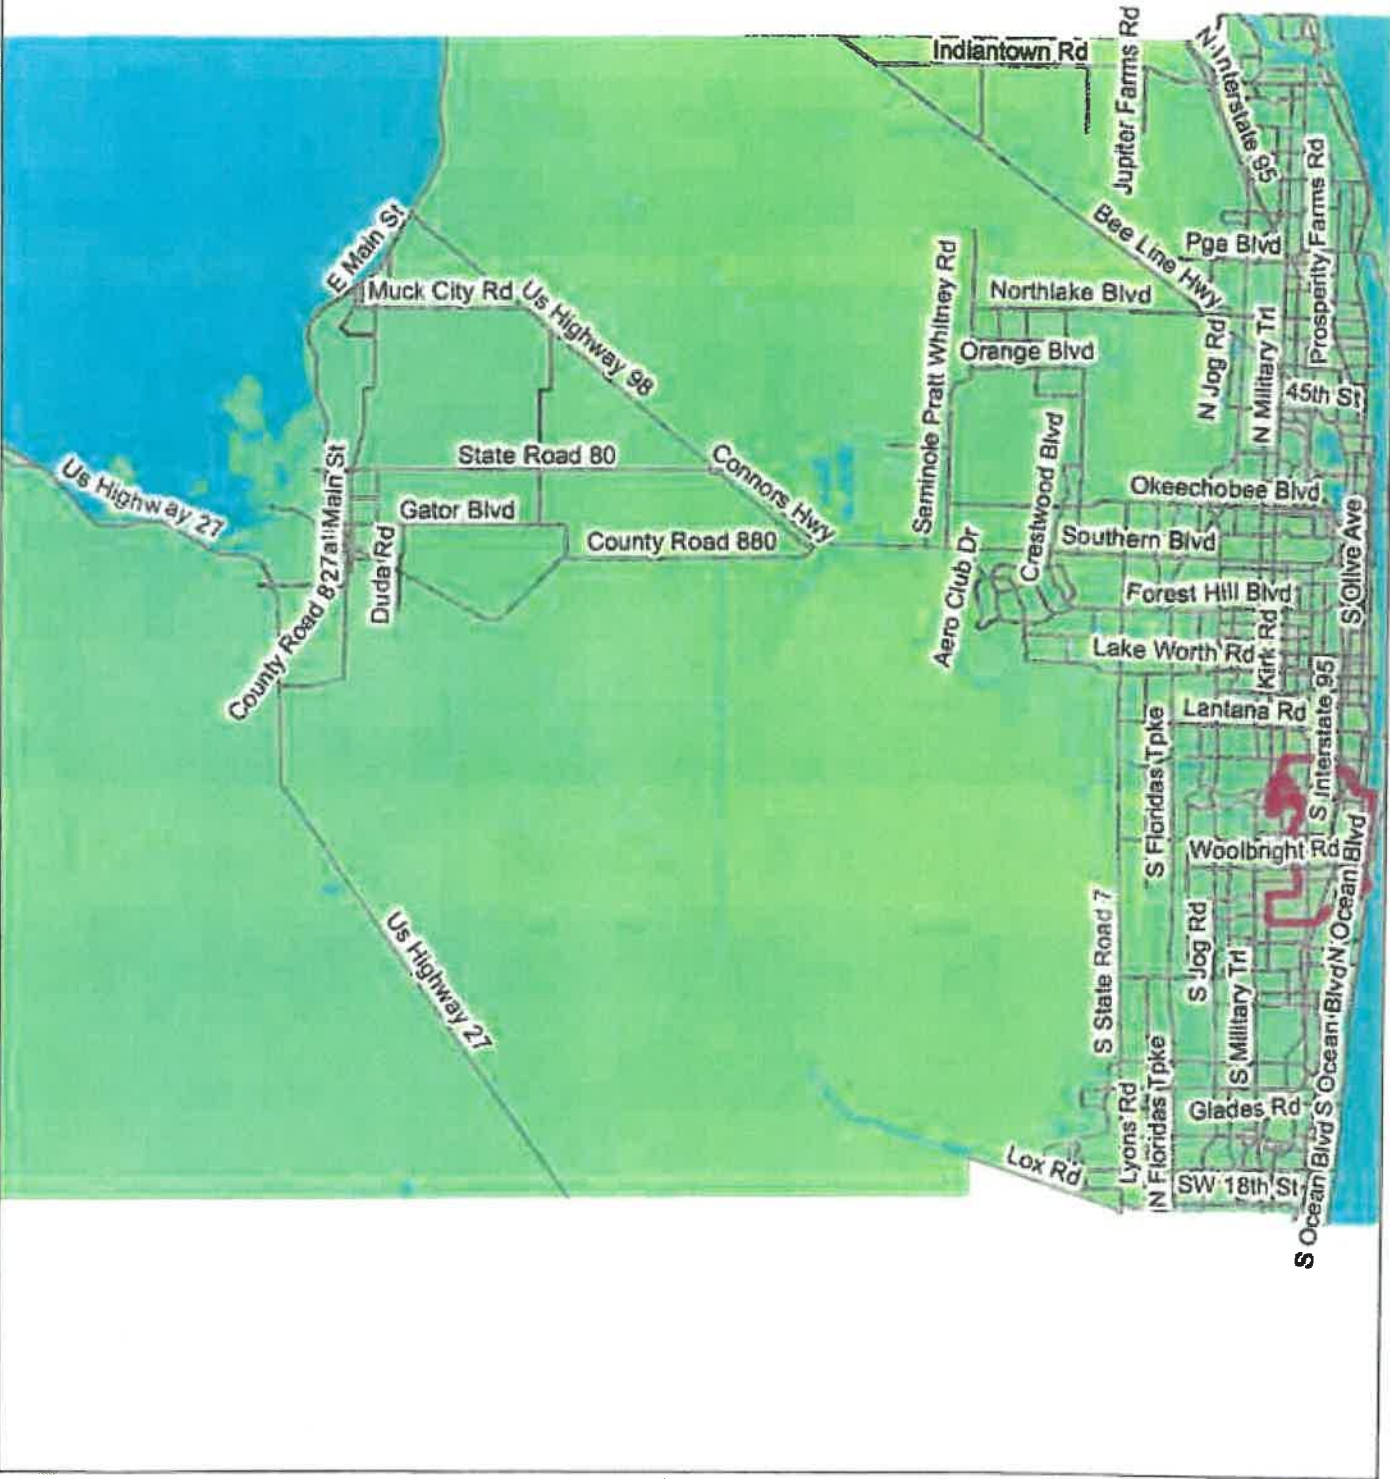 Indiantown Rd
Jupiter Farms Rd
N Interstate 95
Prosperity Farms Rd
E Main St
Bee Line Hwy
Pga Blvd
Muck City Rd
Us Highway 98
Seminole Pratt Whitney Rd
Northlake Blvd
Orange Blvd
N Jog Rd
N Military Trl
45th St
Us Highway 27
Main St
State Road 80
Connors Hwy
Crestwood Blvd
Okeechobee Blvd
Gator Blvd
County Road 880
Duda Rd
Aero Club Dr
Southern Blvd
S Olive Ave
Forest Hill Blvd
County Road 827a
Lake Worth Rd
Kirk Rd
Lantana Rd
S Interstate 95
S Floridas Tpke
Woolbright Rd
Us Highway 27
S State Road 7
S Jog Rd
S Military Trl
N Ocean Blvd
S Ocean Blvd
Lyons Rd
N Floridas Tpke
Glades Rd
Lox Rd
SW 18th St
S Ocean Blvd